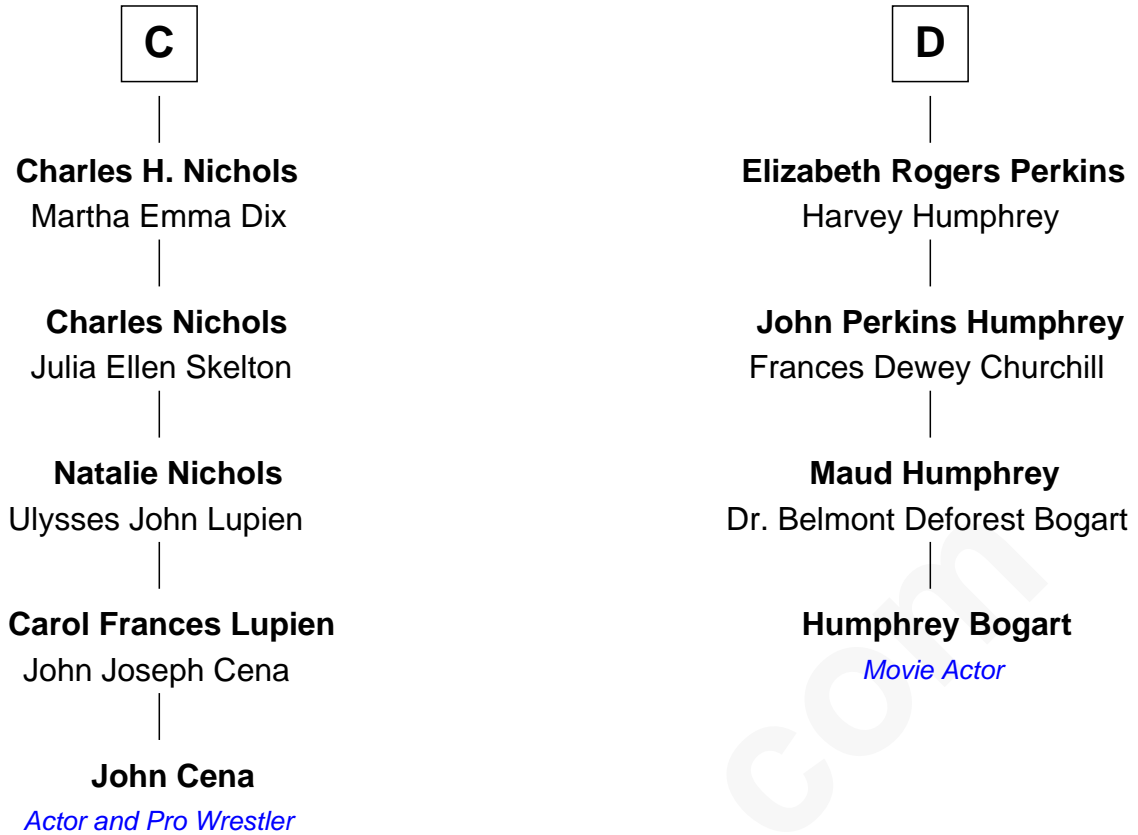 C
Charles H. Nichols
Martha Emma Dix
Charles Nichols
Julia Ellen Skelton
Natalie Nichols
Ulysses John Lupien
Carol Frances Lupien
John Joseph Cena
John Cena
Actor and Pro Wrestler
D
Elizabeth Rogers Perkins
Harvey Humphrey
John Perkins Humphrey
Frances Dewey Churchill
Maud Humphrey
Dr. Belmont Deforest Bogart
Humphrey Bogart
Movie Actor
com